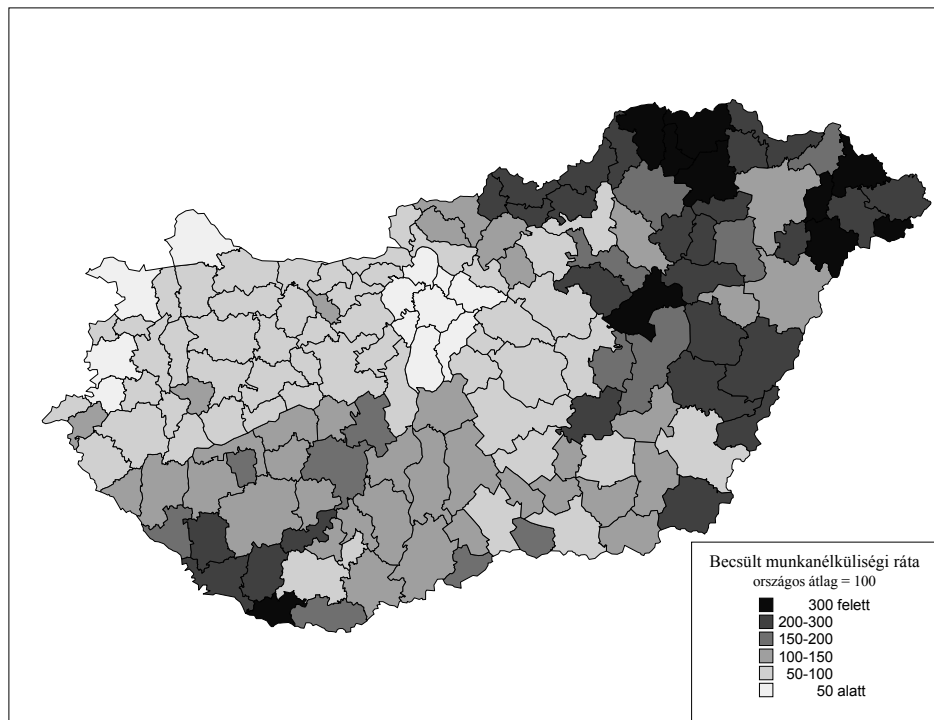 Becsült munkanélküliségi ráta
országos átlag = 100
300 felett
200-300
150-200
100-150
50-100
50 alatt